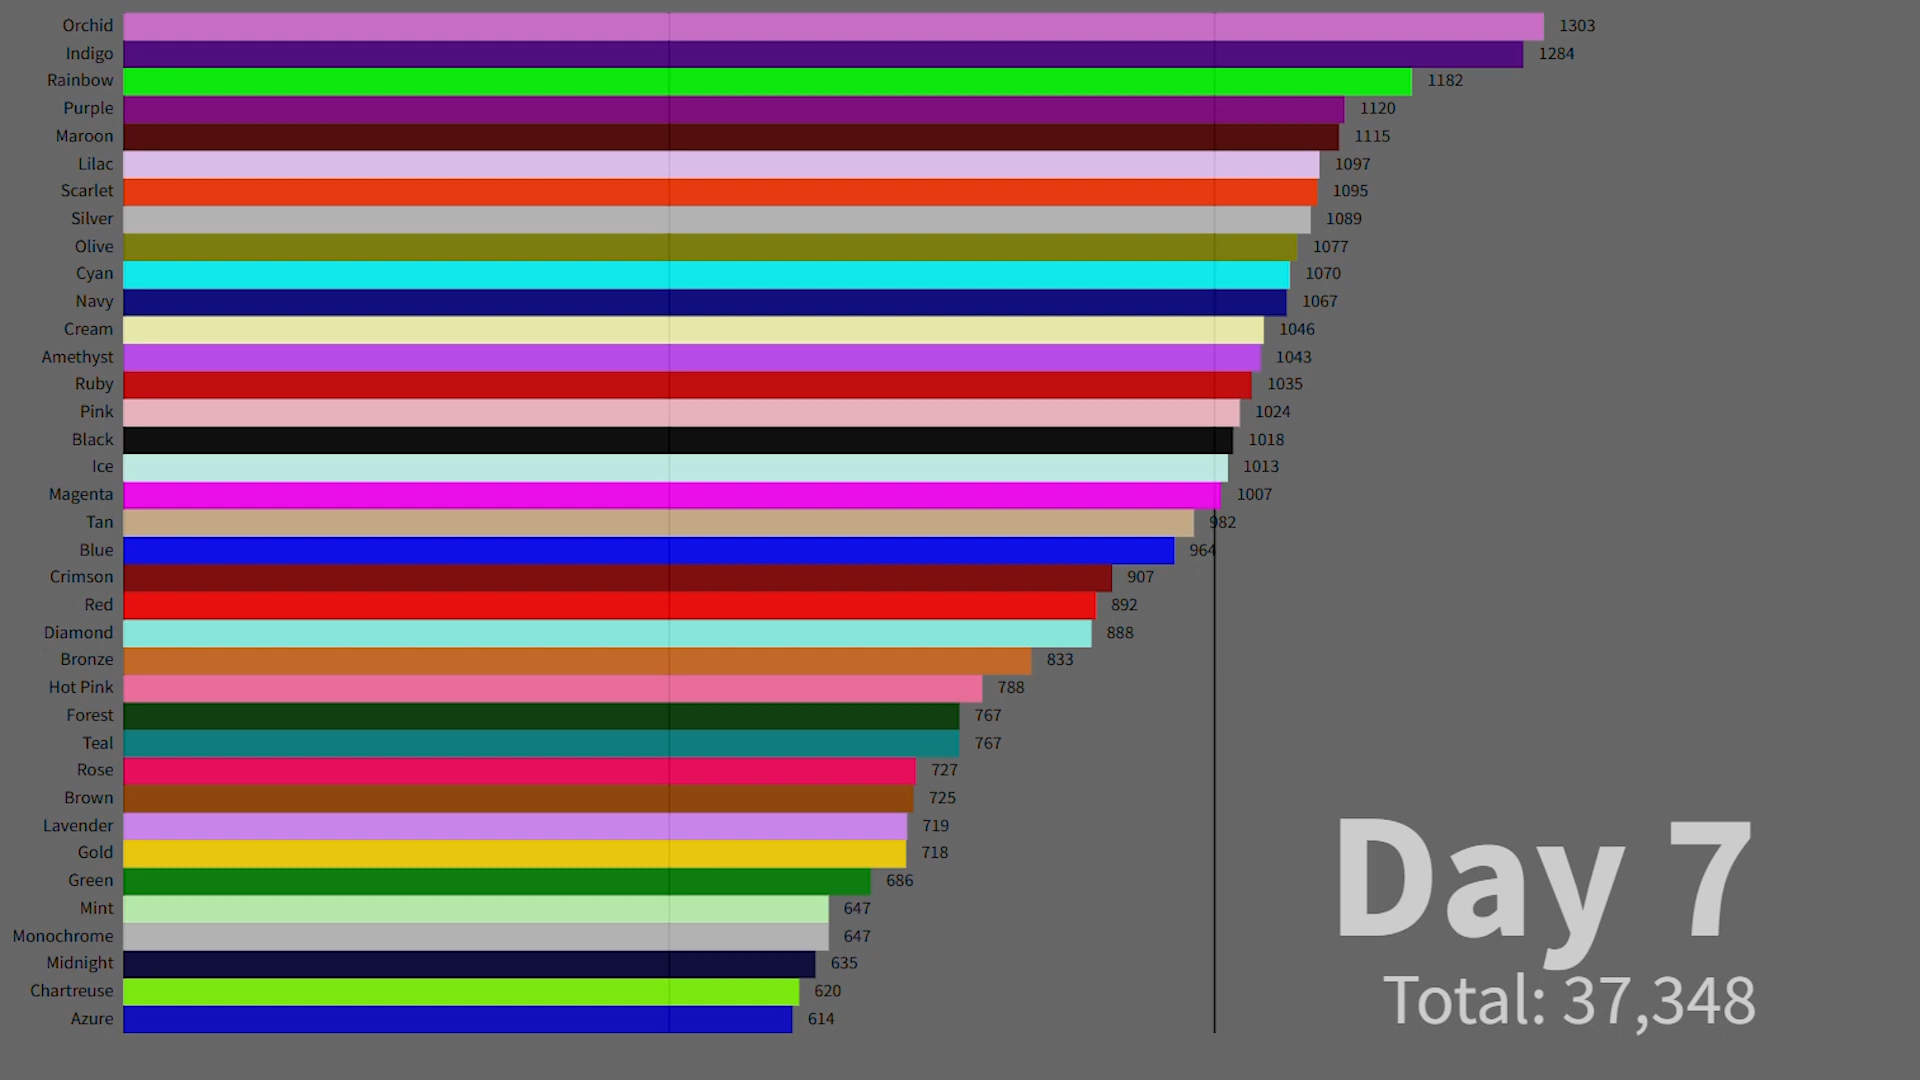 Orchid 1303
Indigo 1284
Rainbow 1182
Purple 1120
Maroon 1115
Lilac 1097
Scarlet 1095
Silver 1089
Olive 1077
Cyan 1070
Navy 1067
Cream 1046
Amethyst 1043
Ruby 1035
Pink 1024
Black 1018
Ice 1013
Magenta 1007
Tan 982
Blue 964
Crimson 907
Red 892
Diamond 888
Bronze 833
Hot Pink 788
Forest 767
Teal 767
Rose 727
Brown 725
Lavender 719
Gold 718
Green 686
Mint 647
Monochrome 647
Midnight 635
Chartreuse 620
Azure 614
Day 7
Total: 37,348